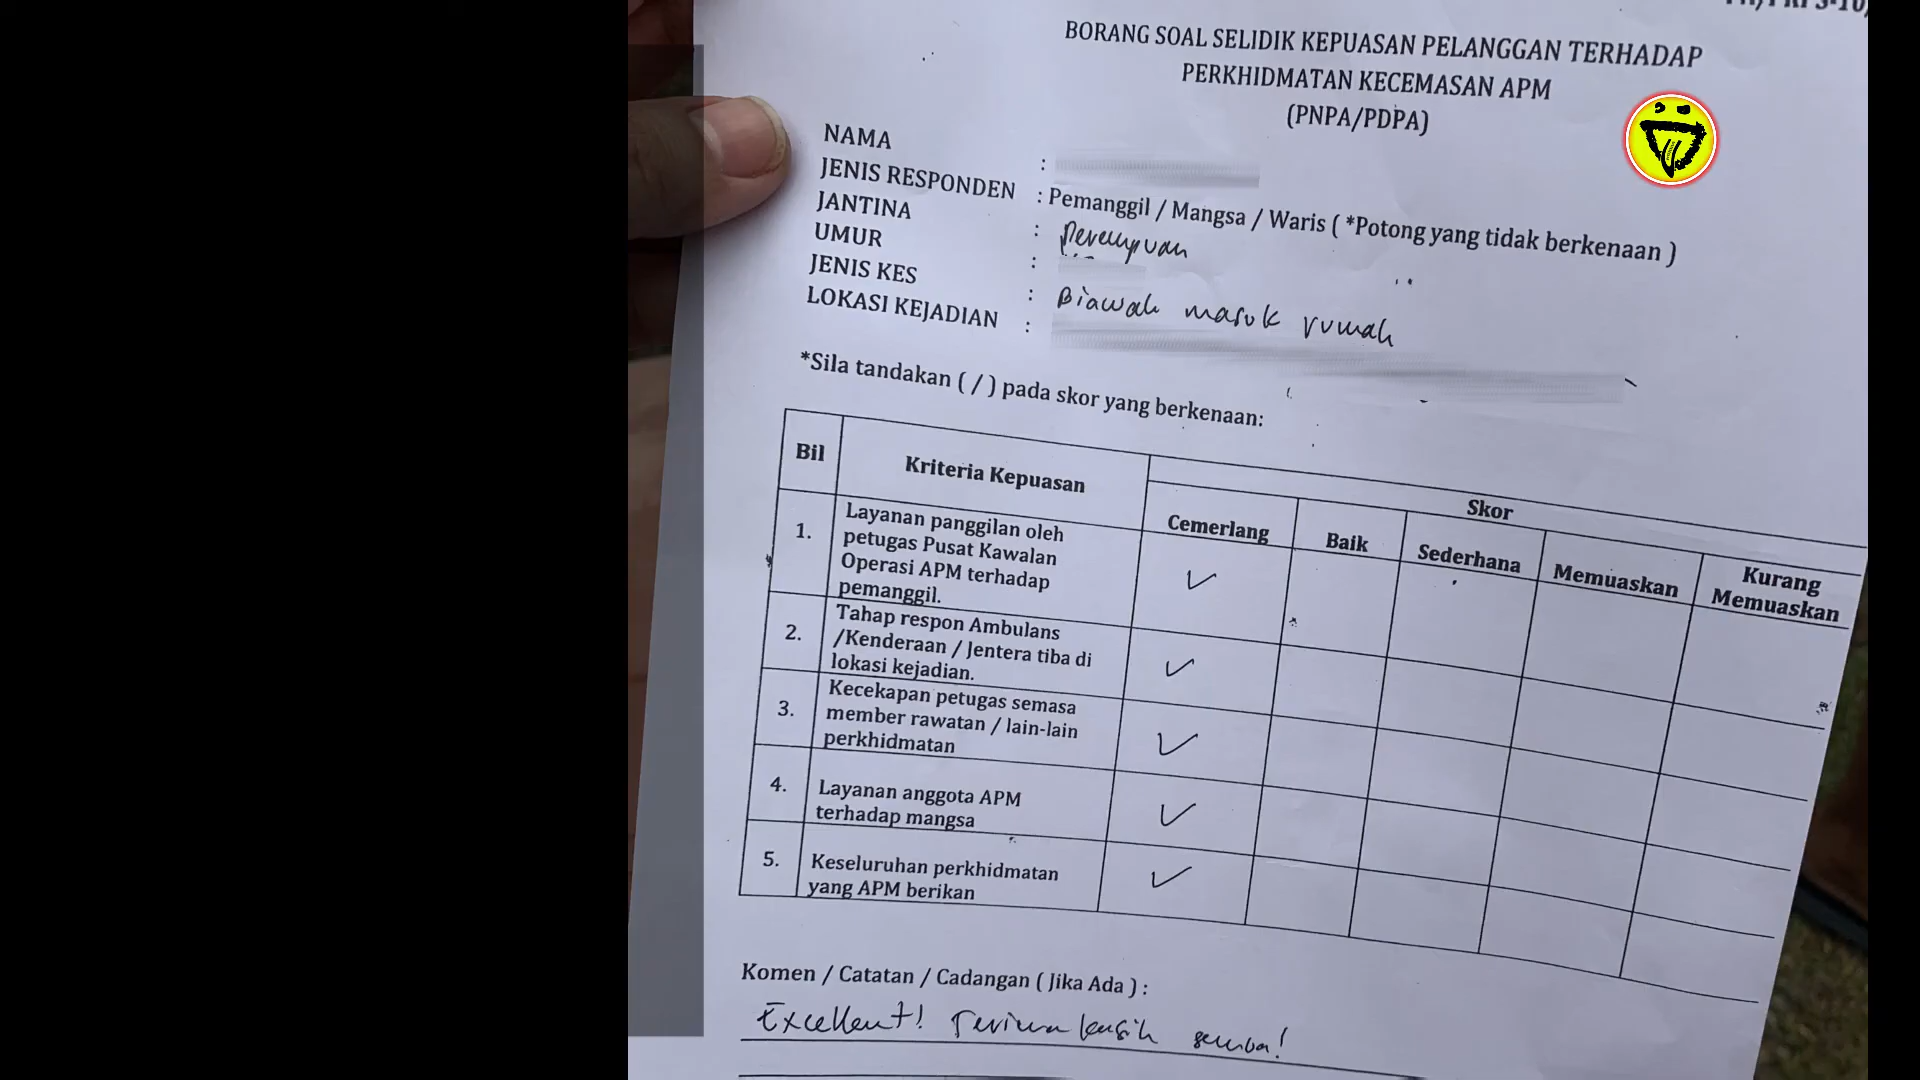 BORANG SOAL SELIDIK KEPUASAN PELANGGAN TERHADAP
PERKHIDMATAN KECEMASAN APM
(PNPA/PDPA)
NAMA :
JENIS RESPONDEN : Pemanggil / Mangsa / Waris ( *Potong yang tidak berkenaan )
JANTINA : Perempuan
UMUR :
JENIS KES : Biawak masuk rumah
LOKASI KEJADIAN :
*Sila tandakan ( / ) pada skor yang berkenaan:
Bil
Kriteria Kepuasan
Skor
Cemerlang
Baik
Sederhana
Memuaskan
Kurang
Memuaskan
1.
Layanan panggilan oleh
petugas Pusat Kawalan
Operasi APM terhadap
pemanggil.
✓
2.
Tahap respon Ambulans
/Kenderaan / Jentera tiba di
lokasi kejadian.
✓
3.
Kecekapan petugas semasa
member rawatan / lain-lain
perkhidmatan
✓
4.
Layanan anggota APM
terhadap mangsa
✓
5.
Keseluruhan perkhidmatan
yang APM berikan
✓
Komen / Catatan / Cadangan ( Jika Ada ) :
Excellent! Terima kasih semua!